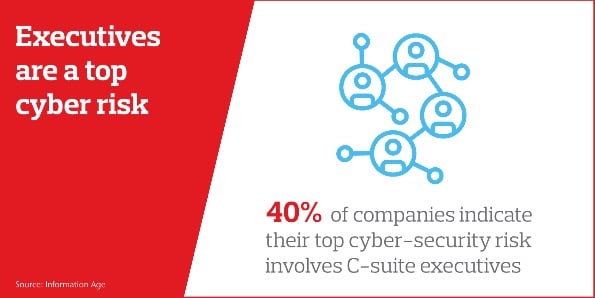 Executives
are a top
cyber risk
40% of companies indicate
their top cyber-security risk
involves C-suite executives
Source: Information Age